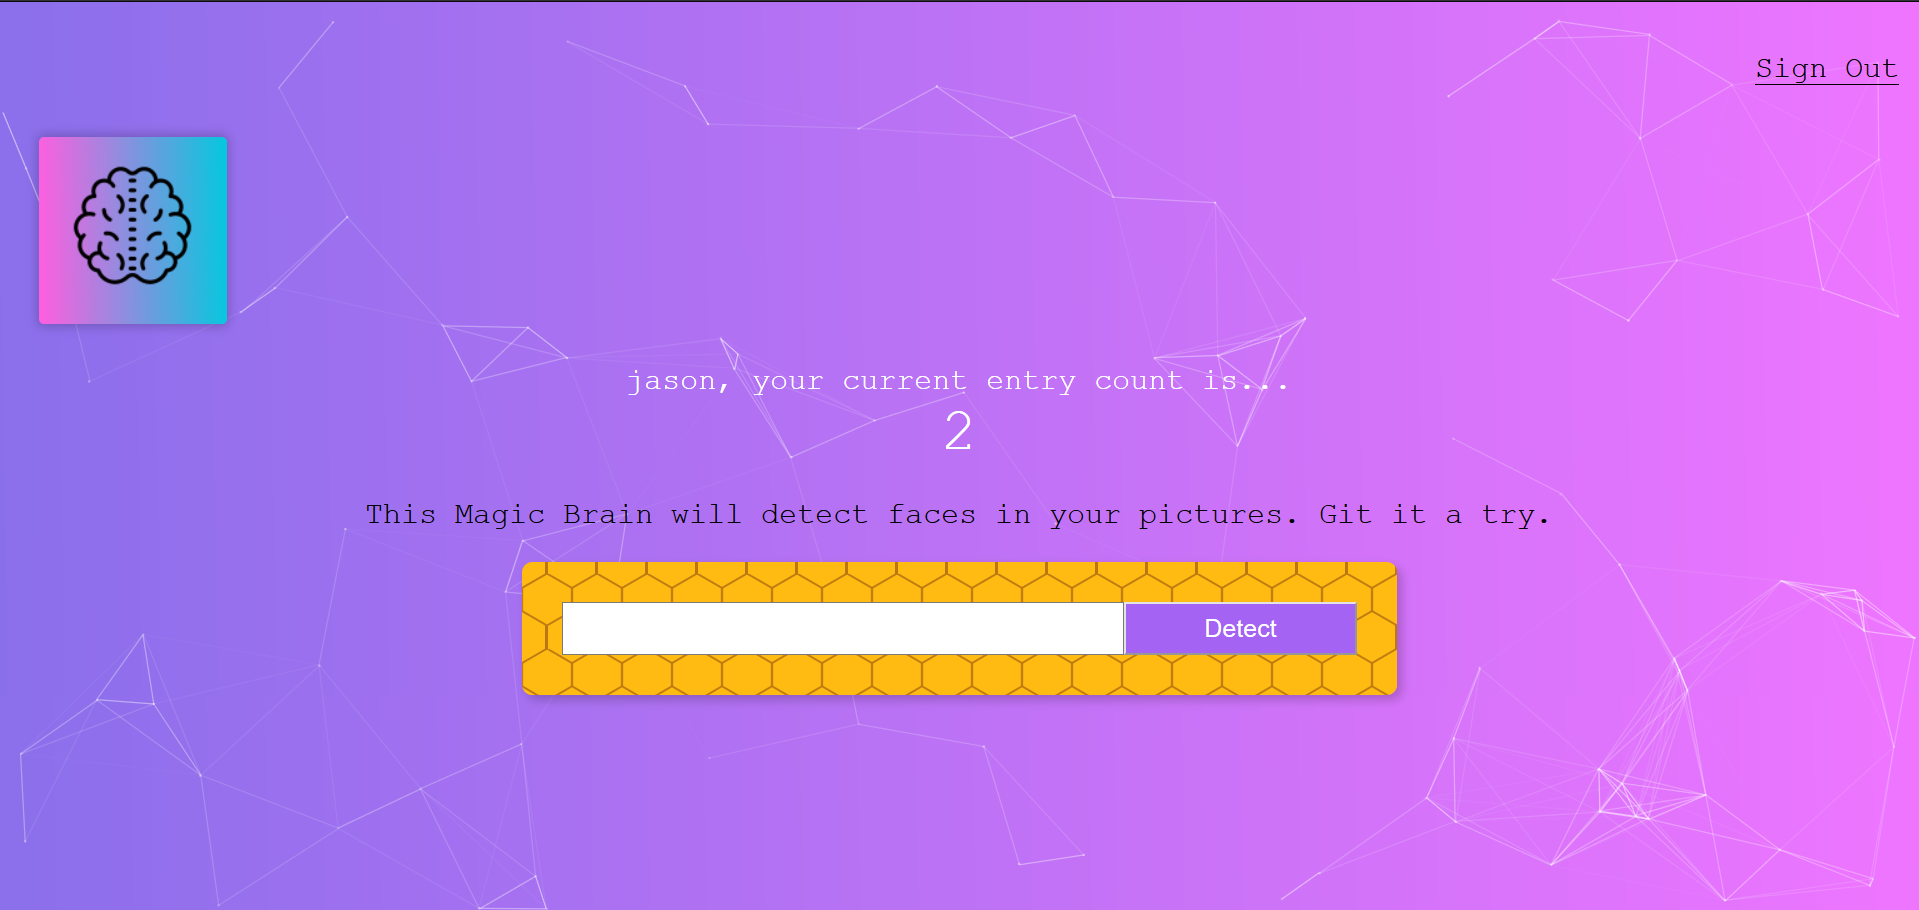 Sign Out
jason, your current entry count is...
2
This Magic Brain will detect faces in your pictures. Git it a try.
Detect